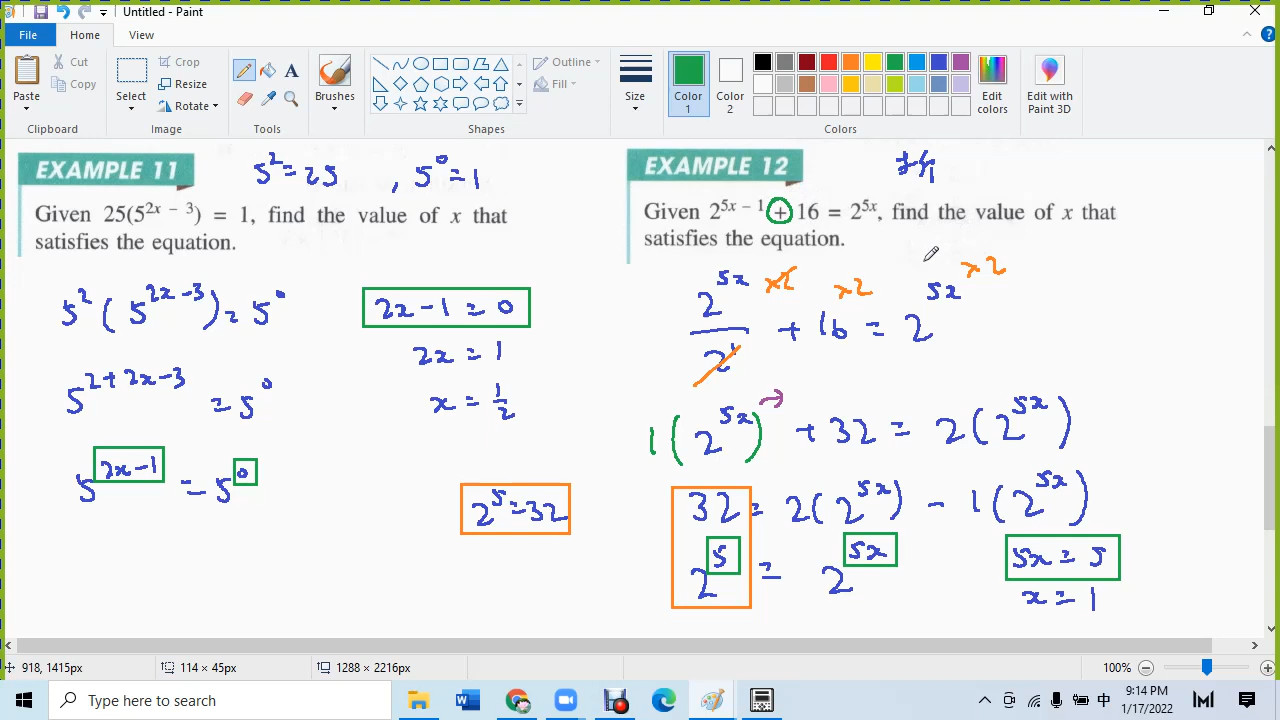 Untitled - Paint
File Home View
Paste Cut Copy Clipboard
Select Crop Resize Rotate Image
Tools
Brushes
Shapes Outline Fill
Size
Color 1 Color 2 Edit colors Edit with Paint 3D Colors
EXAMPLE 11
5² = 25 , 5⁰ = 1
Given 25(5^{2x – 3}) = 1, find the value of x that
satisfies the equation.
5² (5^{2x-3}) = 5⁰
5^{2+2x-3} = 5⁰
5^{2x-1} = 5⁰
2x - 1 = 0
2x = 1
x = 1/2
EXAMPLE 12
Given 2^{5x – 1} + 16 = 2^{5x}, find the value of x that
satisfies the equation.
2^{5x}/2¹ ×2 + 16 ×2 = 2^{5x} ×2
1(2^{5x}) + 32 = 2(2^{5x})
2⁵ = 32
32 = 2(2^{5x}) - 1(2^{5x})
2⁵ = 2^{5x}
5x = 5
x = 1
918, 1415px 114 × 45px 1288 × 2216px 100%
Type here to search
中
9:14 PM
1/17/2022